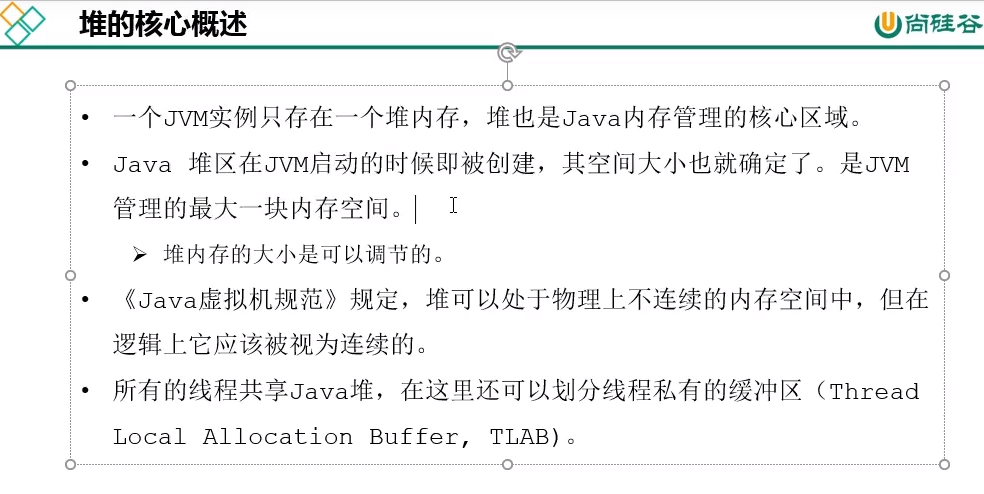 堆的核心概述
尚硅谷
• 一个JVM实例只存在一个堆内存，堆也是Java内存管理的核心区域。
• Java 堆区在JVM启动的时候即被创建，其空间大小也就确定了。是JVM
管理的最大一块内存空间。
➢ 堆内存的大小是可以调节的。
• 《Java虚拟机规范》规定，堆可以处于物理上不连续的内存空间中，但在
逻辑上它应该被视为连续的。
• 所有的线程共享Java堆，在这里还可以划分线程私有的缓冲区（Thread
Local Allocation Buffer, TLAB)。